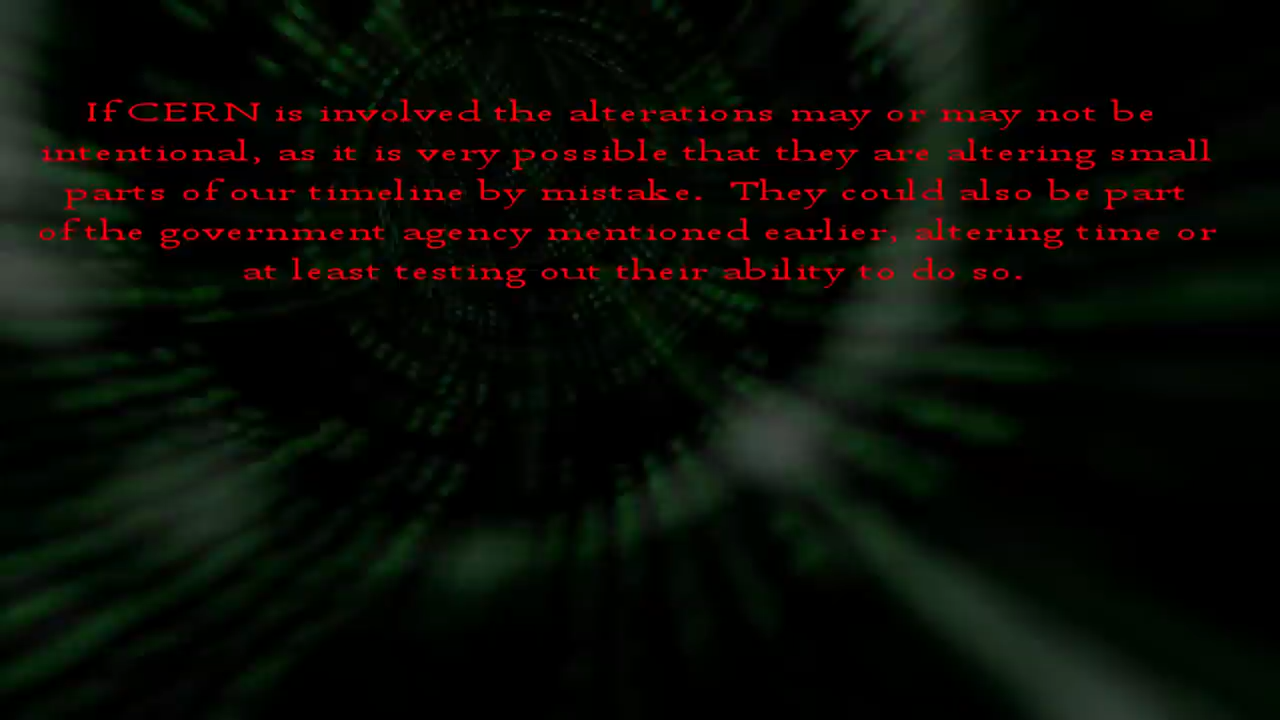 If CERN is involved the alterations may or may not be
intentional, as it is very possible that they are altering small
parts of our timeline by mistake.  They could also be part
of the government agency mentioned earlier, altering time or
at least testing out their ability to do so.